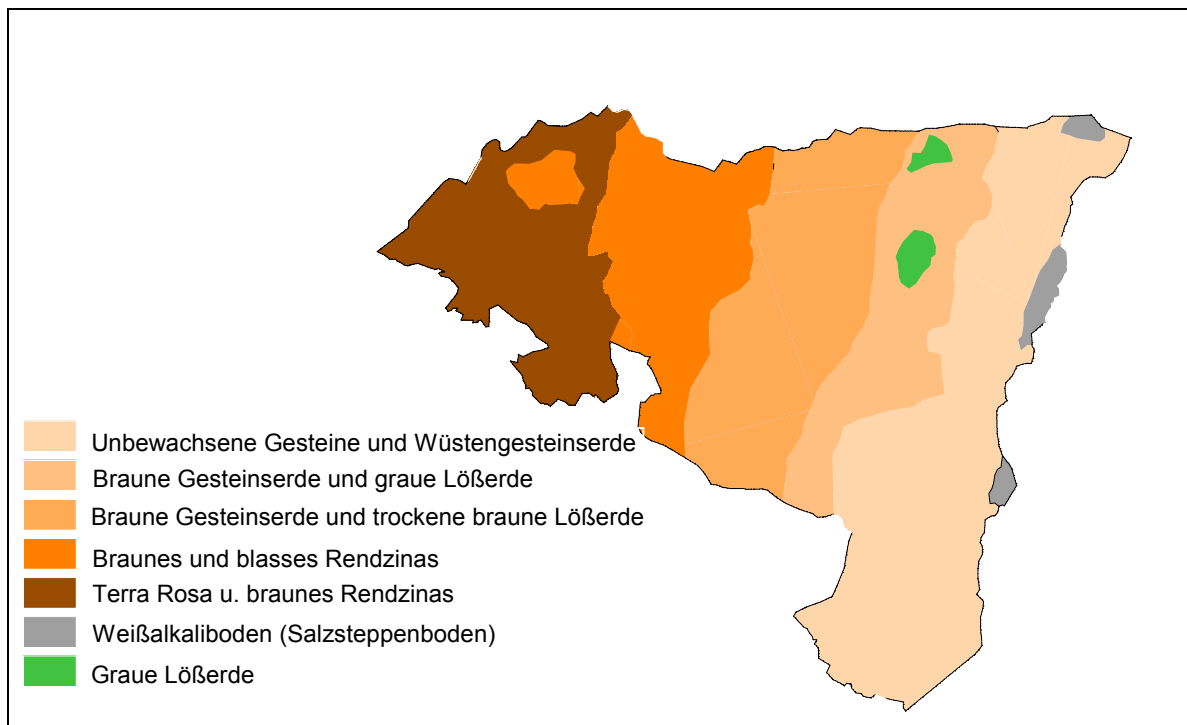 Unbewachsene Gesteine und Wüstengesteinserde
Braune Gesteinserde und graue Lößerde
Braune Gesteinserde und trockene braune Lößerde
Braunes und blasses Rendzinas
Terra Rosa u. braunes Rendzinas
Weißalkaliboden (Salzsteppenboden)
Graue Lößerde